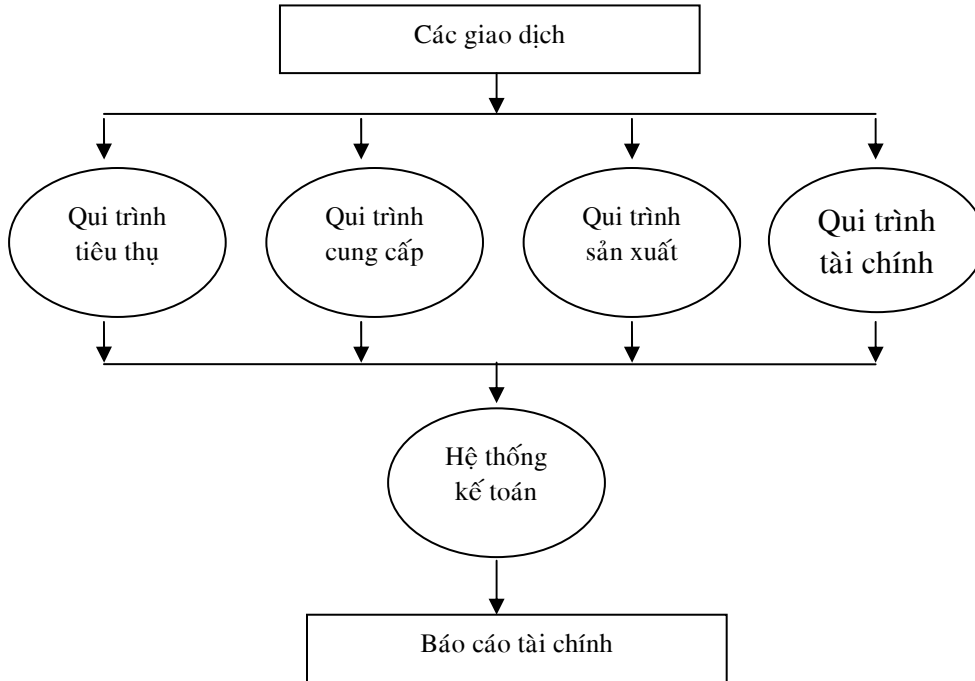 Các giao dịch
Qui trình
tiêu thụ
Qui trình
cung cấp
Qui trình
sản xuất
Qui trình
tài chính
Hệ thống
kế toán
Báo cáo tài chính